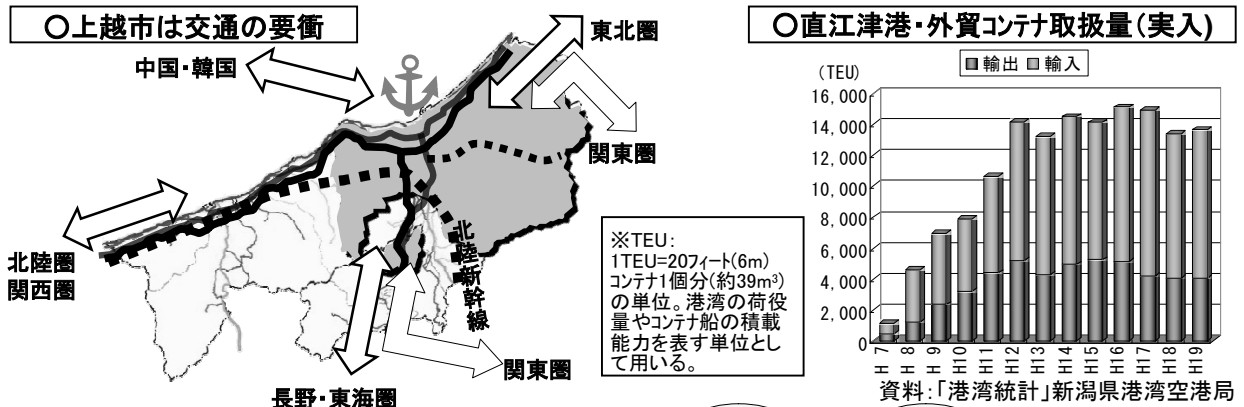 ○上越市は交通の要衝
中国・韓国
東北圏
関東圏
北陸圏
関西圏
北陸新幹線
関東圏
長野・東海圏
※TEU:
1TEU=20フィート(6m)
コンテナ1個分(約39m³)
の単位。港湾の荷役
量やコンテナ船の積載
能力を表す単位とし
て用いる。
○直江津港・外貿コンテナ取扱量(実入)
(TEU)
輸出 輸入
16,000
14,000
12,000
10,000
8,000
6,000
4,000
2,000
0
H 7 H 8 H 9 H10 H11 H12 H13 H14 H15 H16 H17 H18 H19
資料:「港湾統計」新潟県港湾空港局